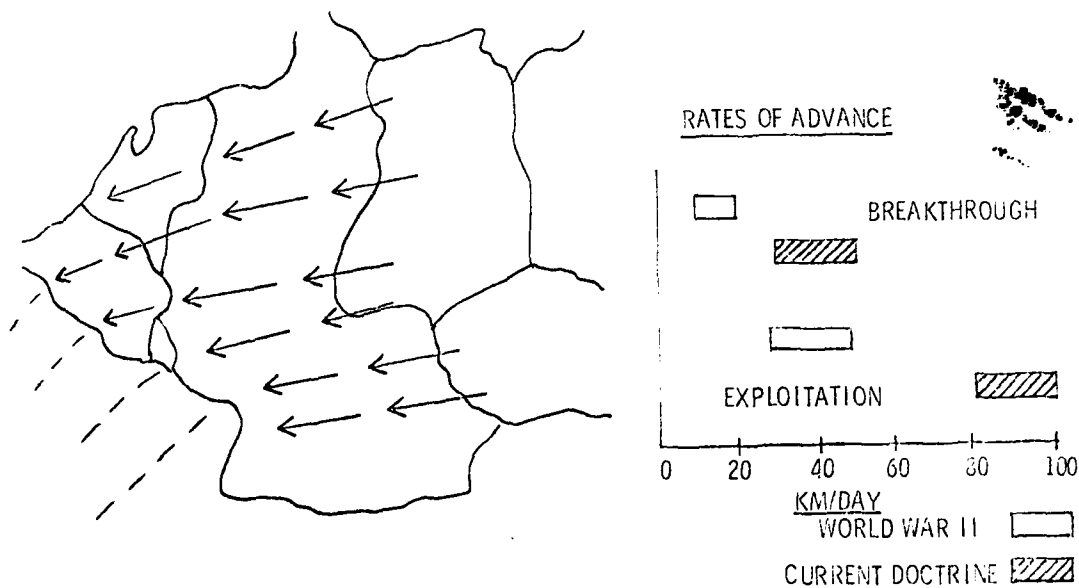 RATES OF ADVANCE
BREAKTHROUGH
EXPLOITATION
0 20 40 60 80 100
KM/DAY
WORLD WAR II
CURRENT DOCTRINE